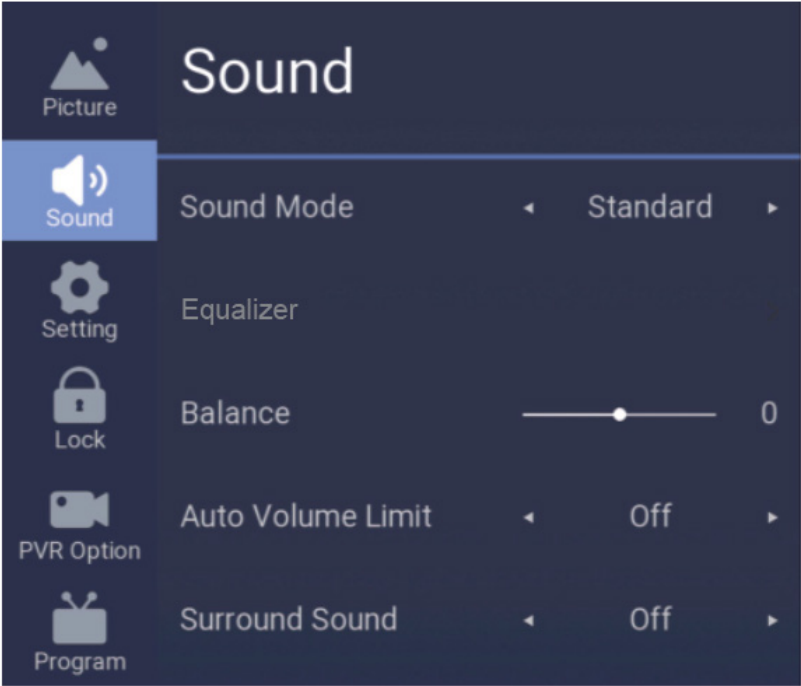 Sound
Picture
Sound
Sound Mode Standard
Equalizer
Setting
Balance 0
Lock
Auto Volume Limit Off
PVR Option
Surround Sound Off
Program